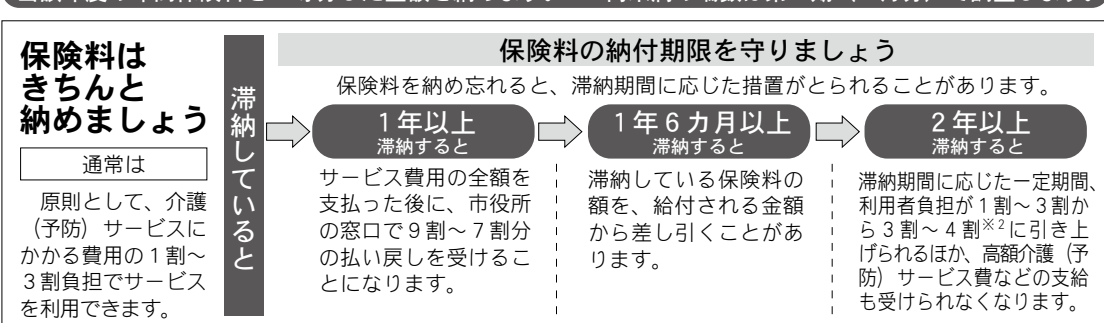 保険料は
きちんと
納めましょう
通常は
原則として、介護
（予防）サービスに
かかる費用の１割～
３割負担でサービス
を利用できます。
滞納していると
保険料の納付期限を守りましょう
保険料を納め忘れると、滞納期間に応じた措置がとられることがあります。
１年以上
滞納すると
サービス費用の全額を
支払った後に、市役所
の窓口で９割～７割分
の払い戻しを受けるこ
とになります。
１年６カ月以上
滞納すると
滞納している保険料の
額を、給付される金額
から差し引くことがあ
ります。
２年以上
滞納すると
滞納期間に応じた一定期間、
利用者負担が１割～３割か
ら３割～４割※２に引き上
げられるほか、高額介護（予
防）サービス費などの支給
も受けられなくなります。